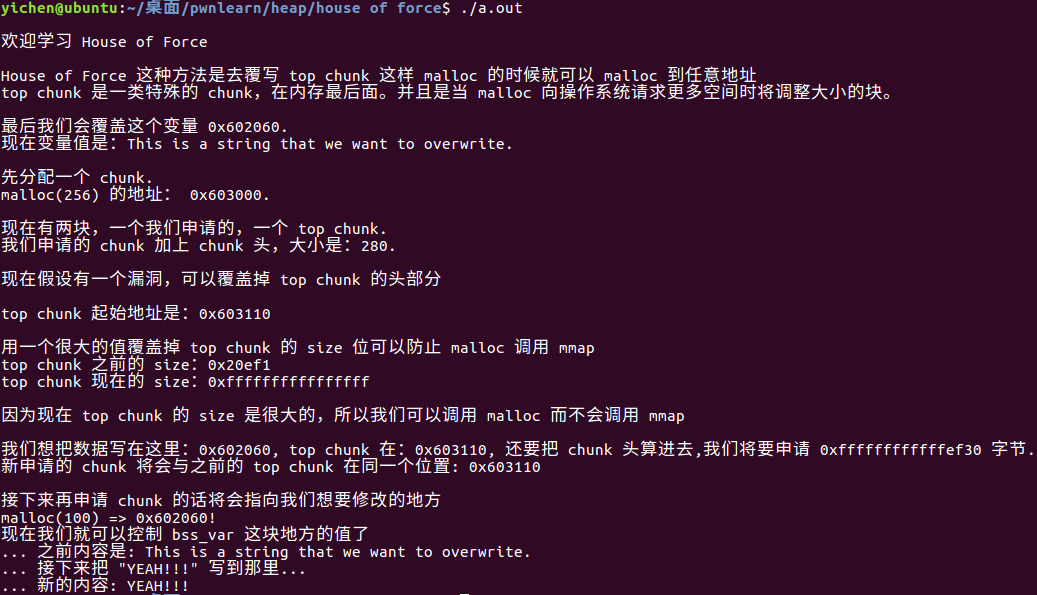 yichen@ubuntu:~/桌面/pwnlearn/heap/house of force$ ./a.out
欢迎学习 House of Force
House of Force 这种方法是去覆写 top chunk 这样 malloc 的时候就可以 malloc 到任意地址
top chunk 是一类特殊的 chunk，在内存最后面。并且是当 malloc 向操作系统请求更多空间时将调整大小的块。
最后我们会覆盖这个变量 0x602060.
现在变量值是：This is a string that we want to overwrite.
先分配一个 chunk.
malloc(256) 的地址： 0x603000.
现在有两块，一个我们申请的，一个 top chunk.
我们申请的 chunk 加上 chunk 头，大小是：280.
现在假设有一个漏洞，可以覆盖掉 top chunk 的头部分
top chunk 起始地址是：0x603110
用一个很大的值覆盖掉 top chunk 的 size 位可以防止 malloc 调用 mmap
top chunk 之前的 size：0x20ef1
top chunk 现在的 size：0xffffffffffffffff
因为现在 top chunk 的 size 是很大的，所以我们可以调用 malloc 而不会调用 mmap
我们想把数据写在这里：0x602060, top chunk 在：0x603110, 还要把 chunk 头算进去,我们将要申请 0xffffffffffffef30 字节.
新申请的 chunk 将会与之前的 top chunk 在同一个位置: 0x603110
接下来再申请 chunk 的话将会指向我们想要修改的地方
malloc(100) => 0x602060!
现在我们就可以控制 bss_var 这块地方的值了
... 之前内容是: This is a string that we want to overwrite.
... 接下来把 "YEAH!!!" 写到那里...
... 新的内容: YEAH!!!